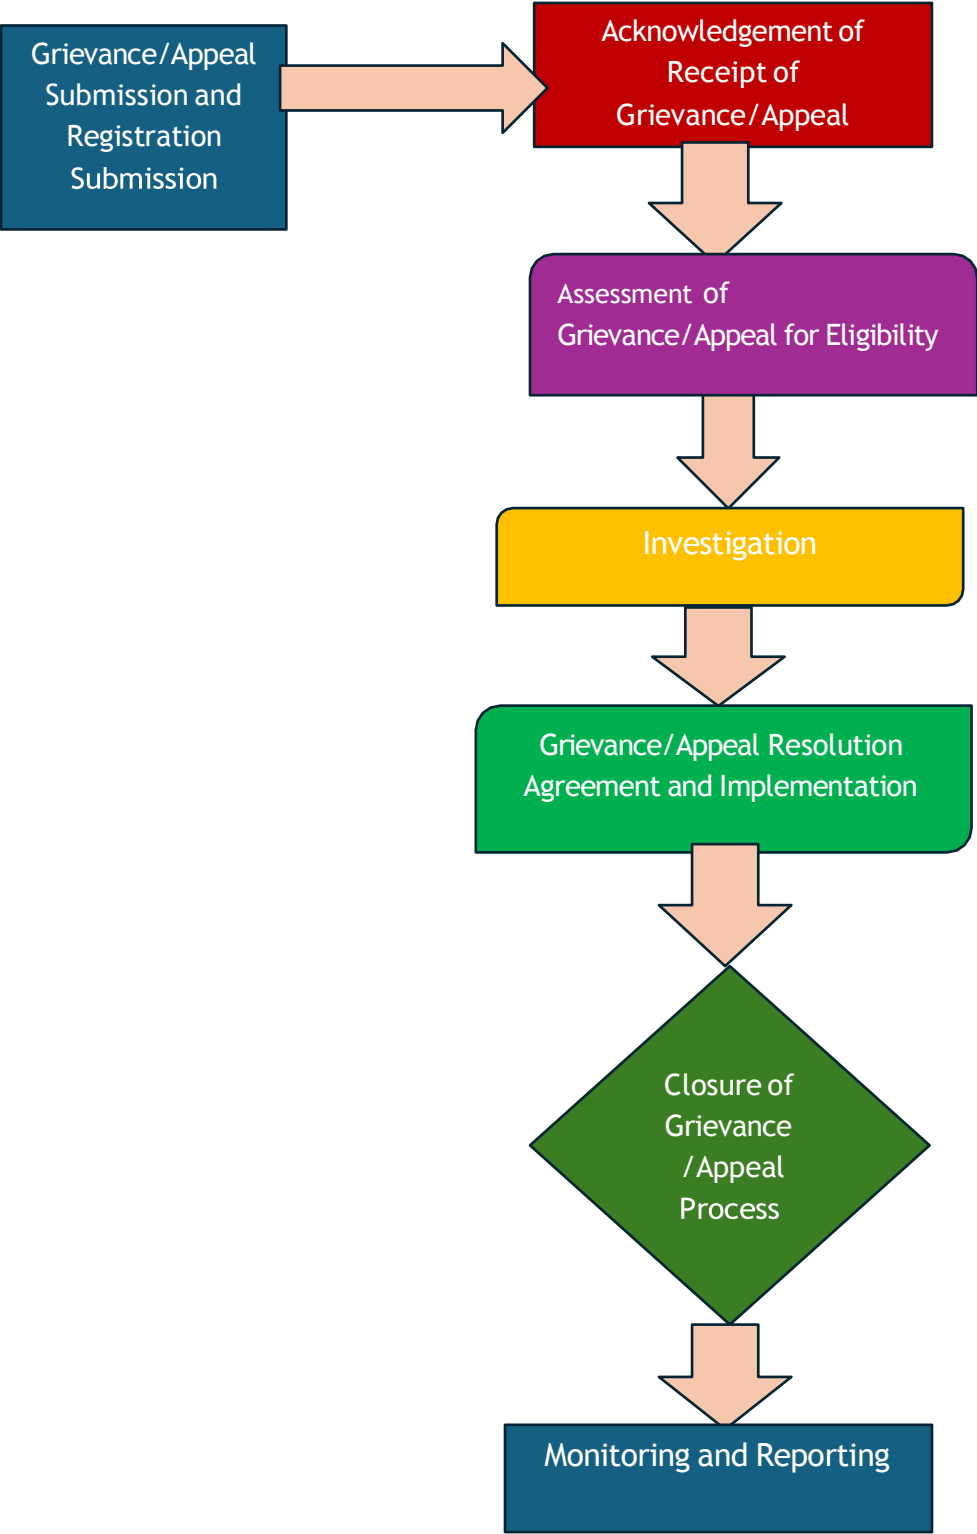 Grievance/Appeal
Submission and
Registration
Submission
Acknowledgement of
Receipt of
Grievance/Appeal
Assessment of
Grievance/Appeal for Eligibility
Investigation
Grievance/Appeal Resolution
Agreement and Implementation
Closure of
Grievance
/Appeal
Process
Monitoring and Reporting